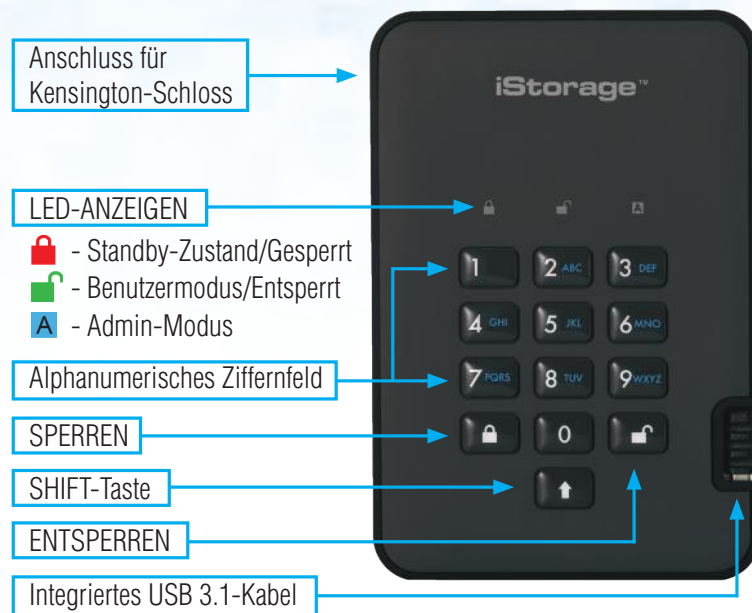 Anschluss für
Kensington-Schloss
iStorage™
LED-ANZEIGEN
- Standby-Zustand/Gesperrt
- Benutzermodus/Entsperrt
A - Admin-Modus
A
1 2 ABC 3 DEF
4 GHI 5 JKL 6 MNO
Alphanumerisches Ziffernfeld
7 PQRS 8 TUV 9 WXYZ
SPERREN
0
SHIFT-Taste
ENTSPERREN
Integriertes USB 3.1-Kabel